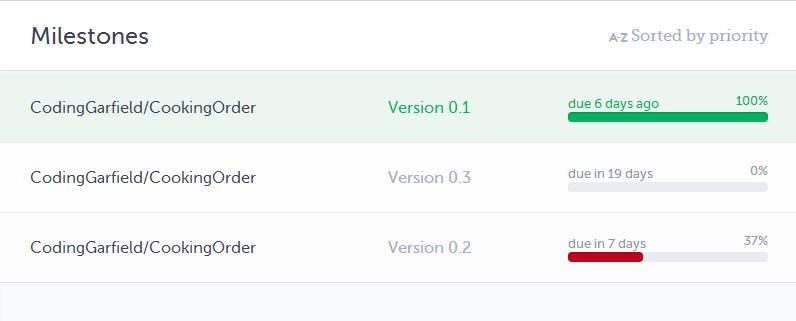 Milestones
A-Z Sorted by priority
CodingGarfield/CookingOrder Version 0.1 due 6 days ago 100%
CodingGarfield/CookingOrder Version 0.3 due in 19 days 0%
CodingGarfield/CookingOrder Version 0.2 due in 7 days 37%